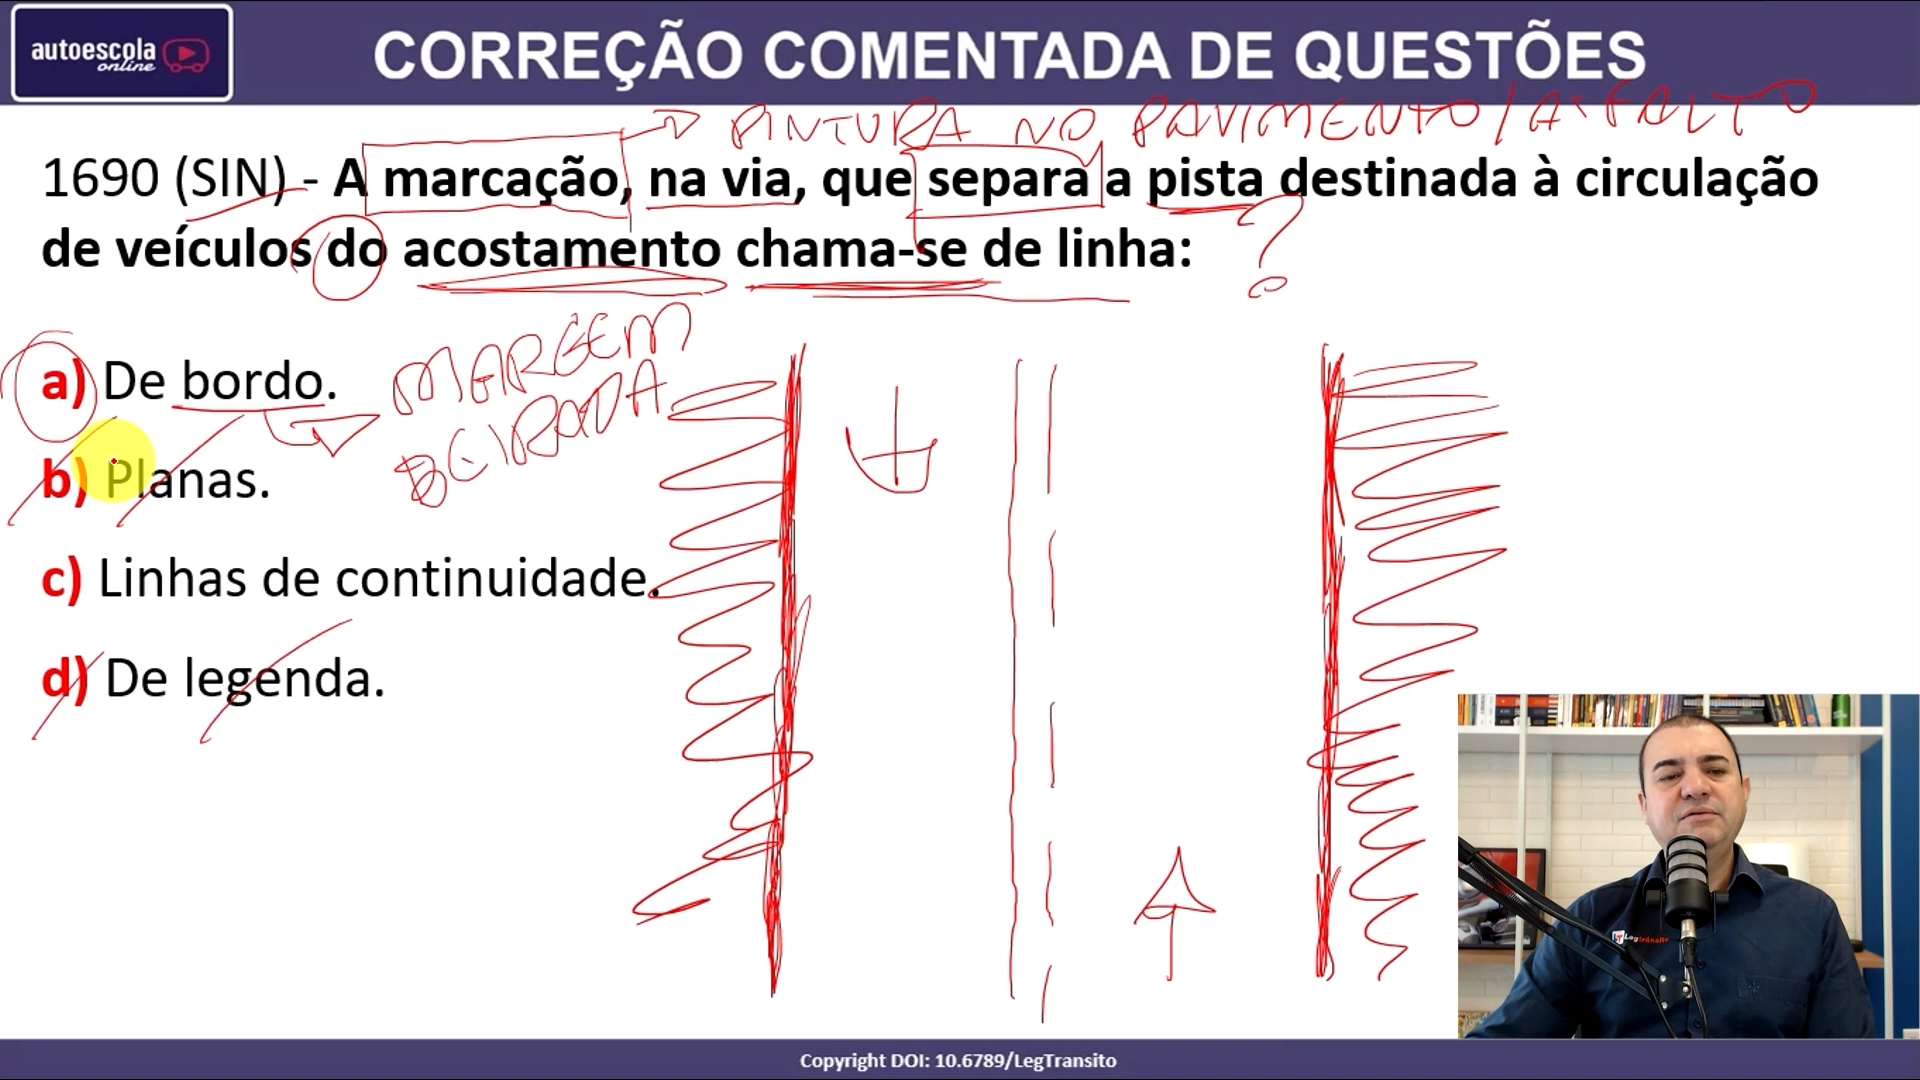 autoescola
online
CORREÇÃO COMENTADA DE QUESTÕES
PINTURA NO PAVIMENTO/ASFALTO
1690 (SIN) - A marcação, na via, que separa a pista destinada à circulação
de veículos do acostamento chama-se de linha: ?
a) De bordo.
MARGEM
BEIRADA
b) Planas.
c) Linhas de continuidade.
d) De legenda.
Legtrânsito
Copyright DOI: 10.6789/LegTransito